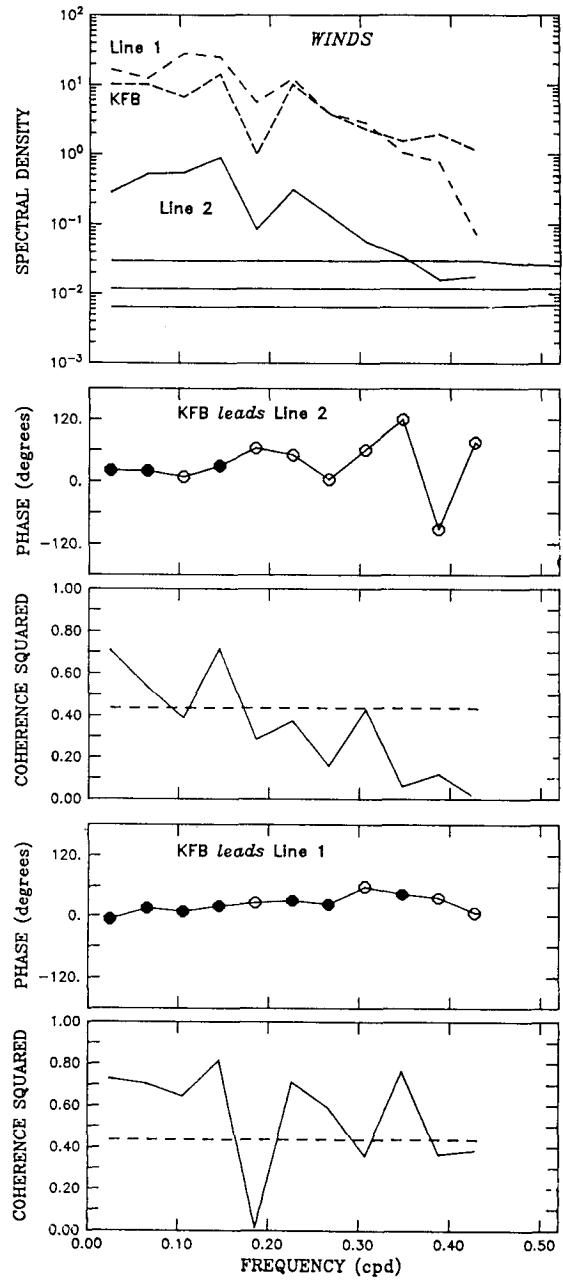 WINDS
10²
10¹
10⁰
10⁻¹
10⁻²
10⁻³
SPECTRAL DENSITY
Line 1
KFB
Line 2
KFB leads Line 2
120.
0.
-120.
PHASE (degrees)
1.00
0.80
0.60
0.40
0.20
0.00
COHERENCE SQUARED
KFB leads Line 1
120.
0.
-120.
PHASE (degrees)
1.00
0.80
0.60
0.40
0.20
0.00
COHERENCE SQUARED
0.00 0.10 0.20 0.30 0.40 0.50
FREQUENCY (cpd)